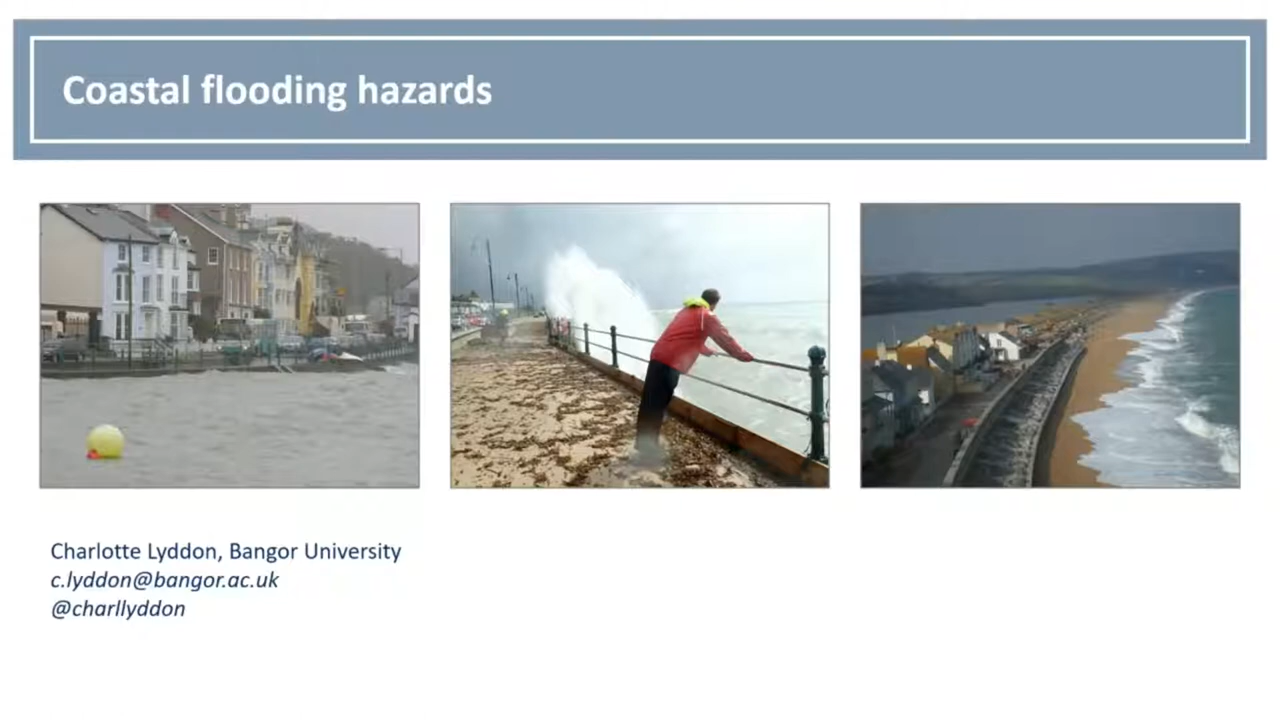 Coastal flooding hazards
Charlotte Lyddon, Bangor University
c.lyddon@bangor.ac.uk
@charllyddon